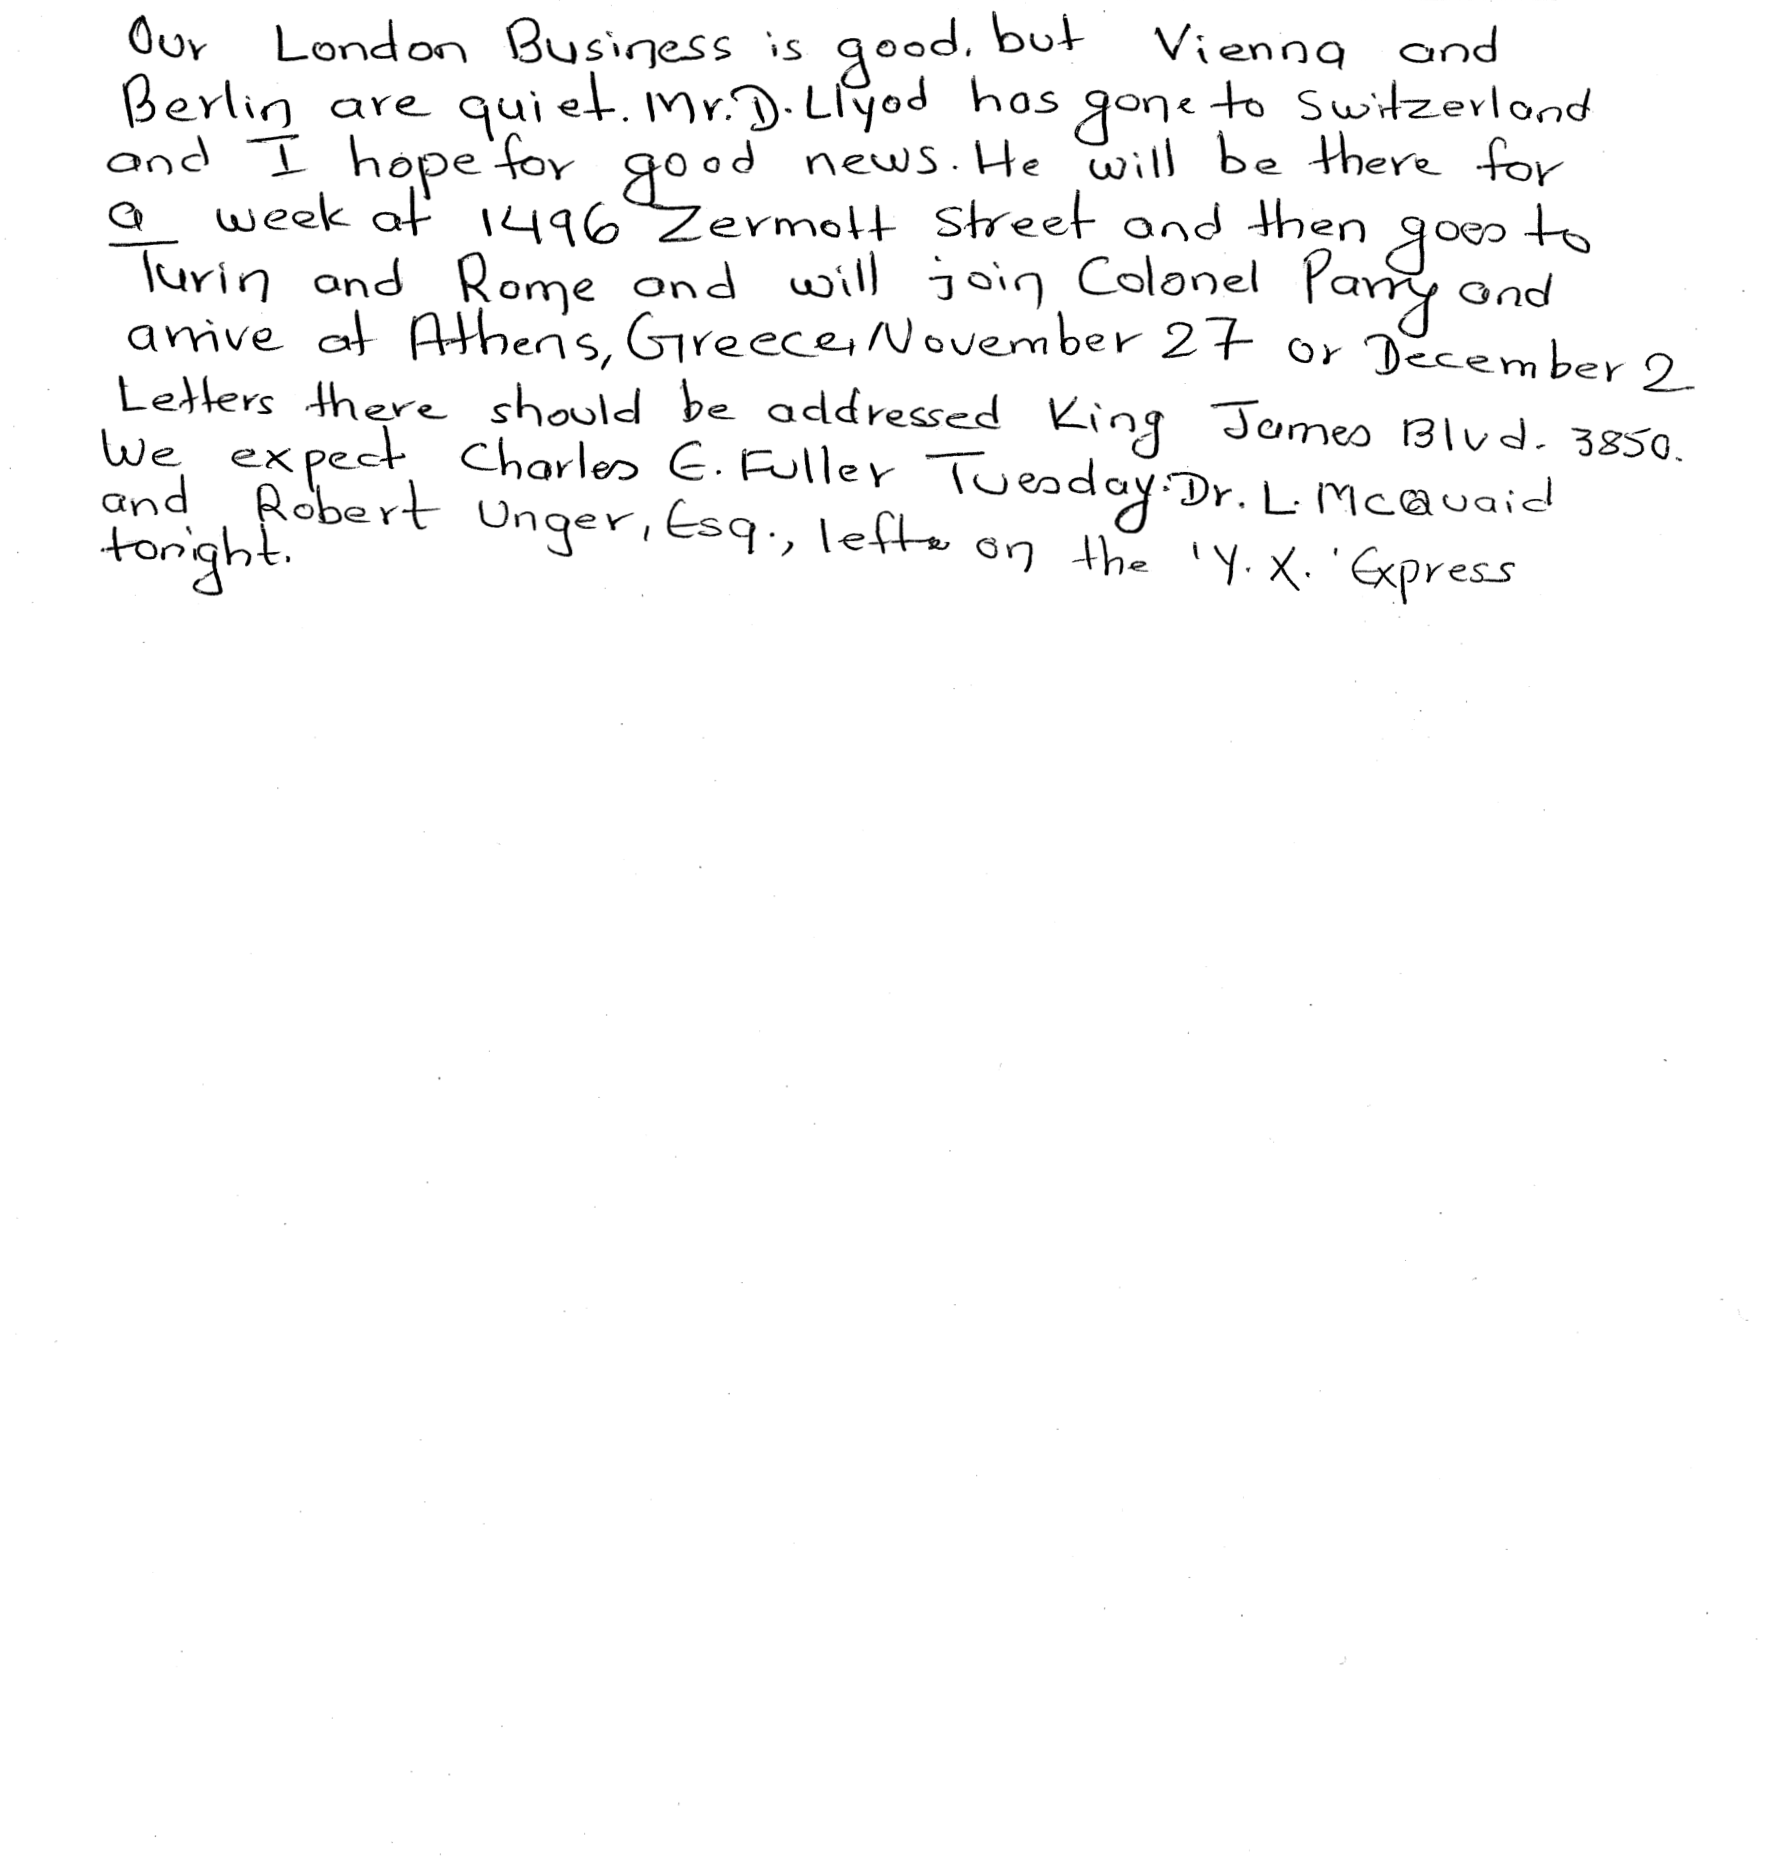 Our London Business is good, but Vienna and
Berlin are quiet. Mr. D. Llyod has gone to Switzerland
and I hope for good news. He will be there for
a week at 1496 Zermott Street and then goes to
Turin and Rome and will join Colonel Parry and
arrive at Athens, Greece, November 27 or December 2
Letters there should be addressed King James Blvd. 3850.
We expect Charles E. Fuller Tuesday. Dr. L. McQuaid
and Robert Unger, Esq., left on the 'Y. X.' Express
tonight.